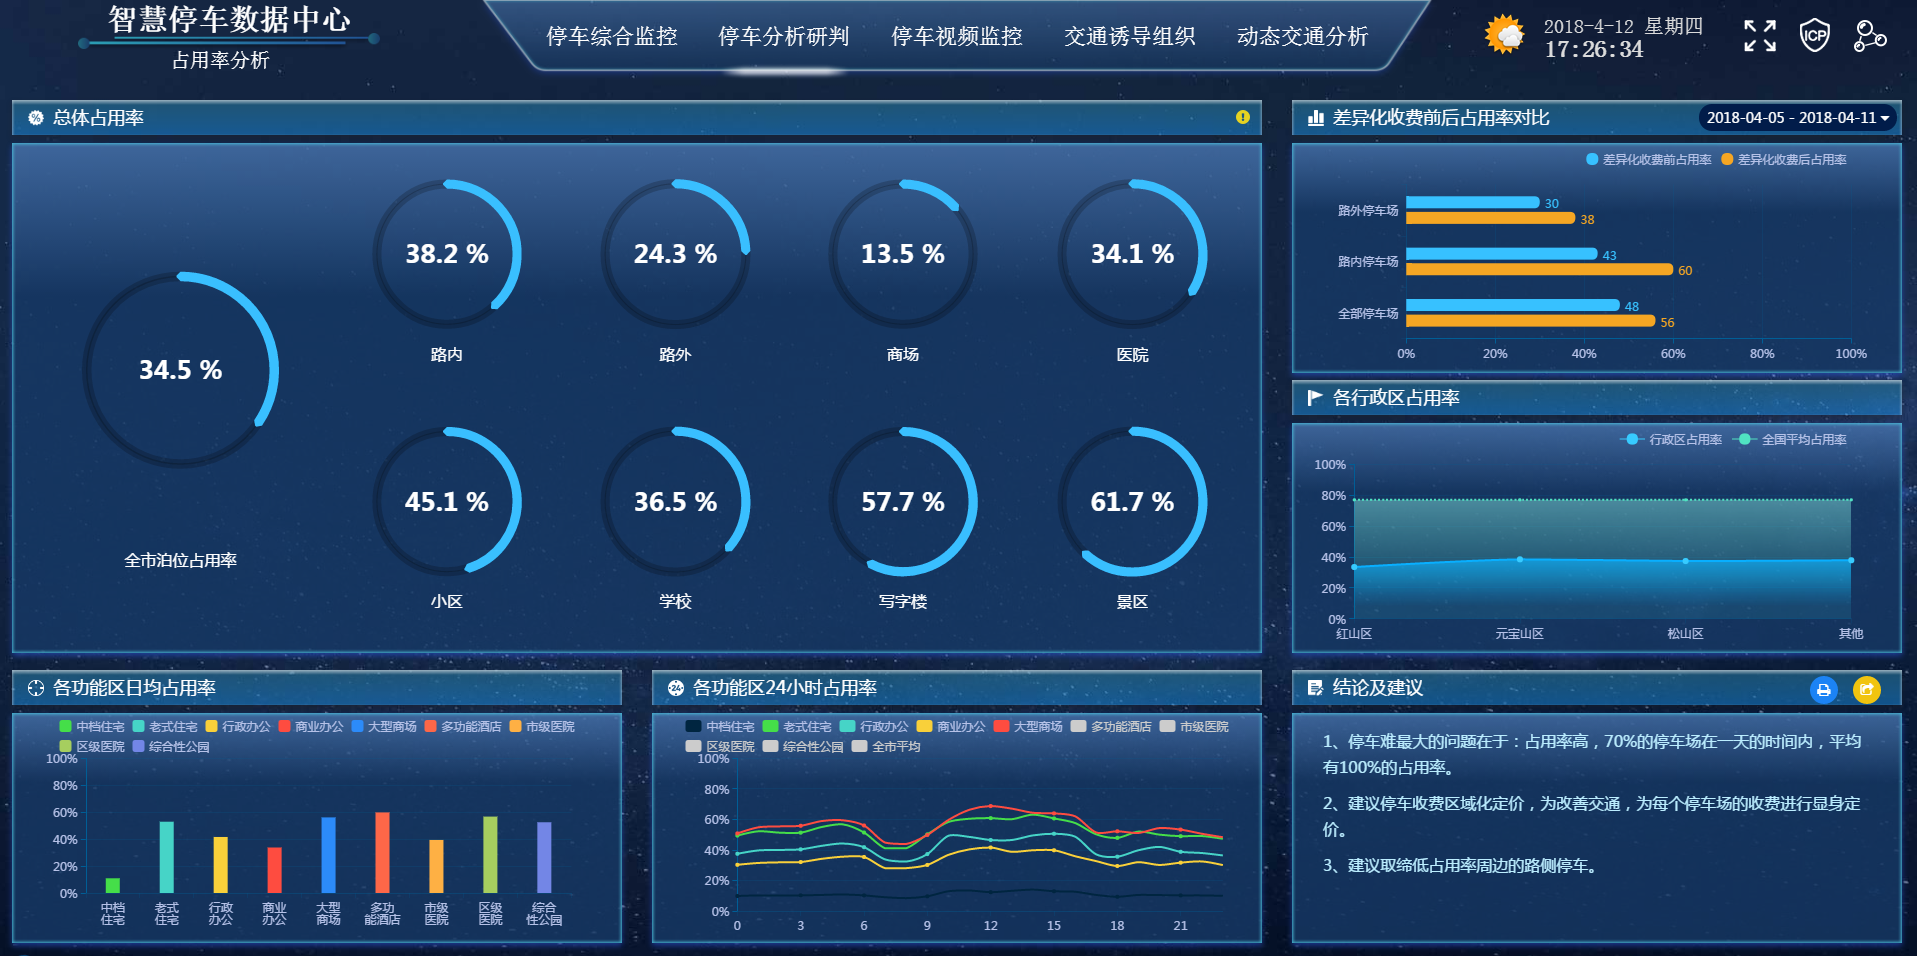 智慧停车数据中心
占用率分析
停车综合监控 停车分析研判 停车视频监控 交通诱导组织 动态交通分析
2018-4-12 星期四
17:26:34
ICP
% 总体占用率 !
34.5 %
全市泊位占用率
38.2 % 24.3 % 13.5 % 34.1 %
路内 路外 商场 医院
45.1 % 36.5 % 57.7 % 61.7 %
小区 学校 写字楼 景区
差异化收费前后占用率对比 2018-04-05 - 2018-04-11
差异化收费前占用率 差异化收费后占用率
路外停车场 30
38
路内停车场 43
60
全部停车场 48
56
0% 20% 40% 60% 80% 100%
各行政区占用率
行政区占用率 全国平均占用率
100%
80%
60%
40%
20%
0%
红山区 元宝山区 松山区 其他
各功能区日均占用率
中档住宅 老式住宅 行政办公 商业办公 大型商场 多功能酒店 市级医院
区级医院 综合性公园
100%
80%
60%
40%
20%
0%
中档 老式 行政 商业 大型 多功 市级 区级 综合
住宅 住宅 办公 办公 商场 能酒店 医院 医院 性公园
24 各功能区24小时占用率
中档住宅 老式住宅 行政办公 商业办公 大型商场 多功能酒店 市级医院
区级医院 综合性公园 全市平均
100%
80%
60%
40%
20%
0%
0 3 6 9 12 15 18 21
结论及建议
1、停车难最大的问题在于：占用率高，70%的停车场在一天的时间内，平均
有100%的占用率。
2、建议停车收费区域化定价，为改善交通，为每个停车场的收费进行显身定
价。
3、建议取缔低占用率周边的路侧停车。